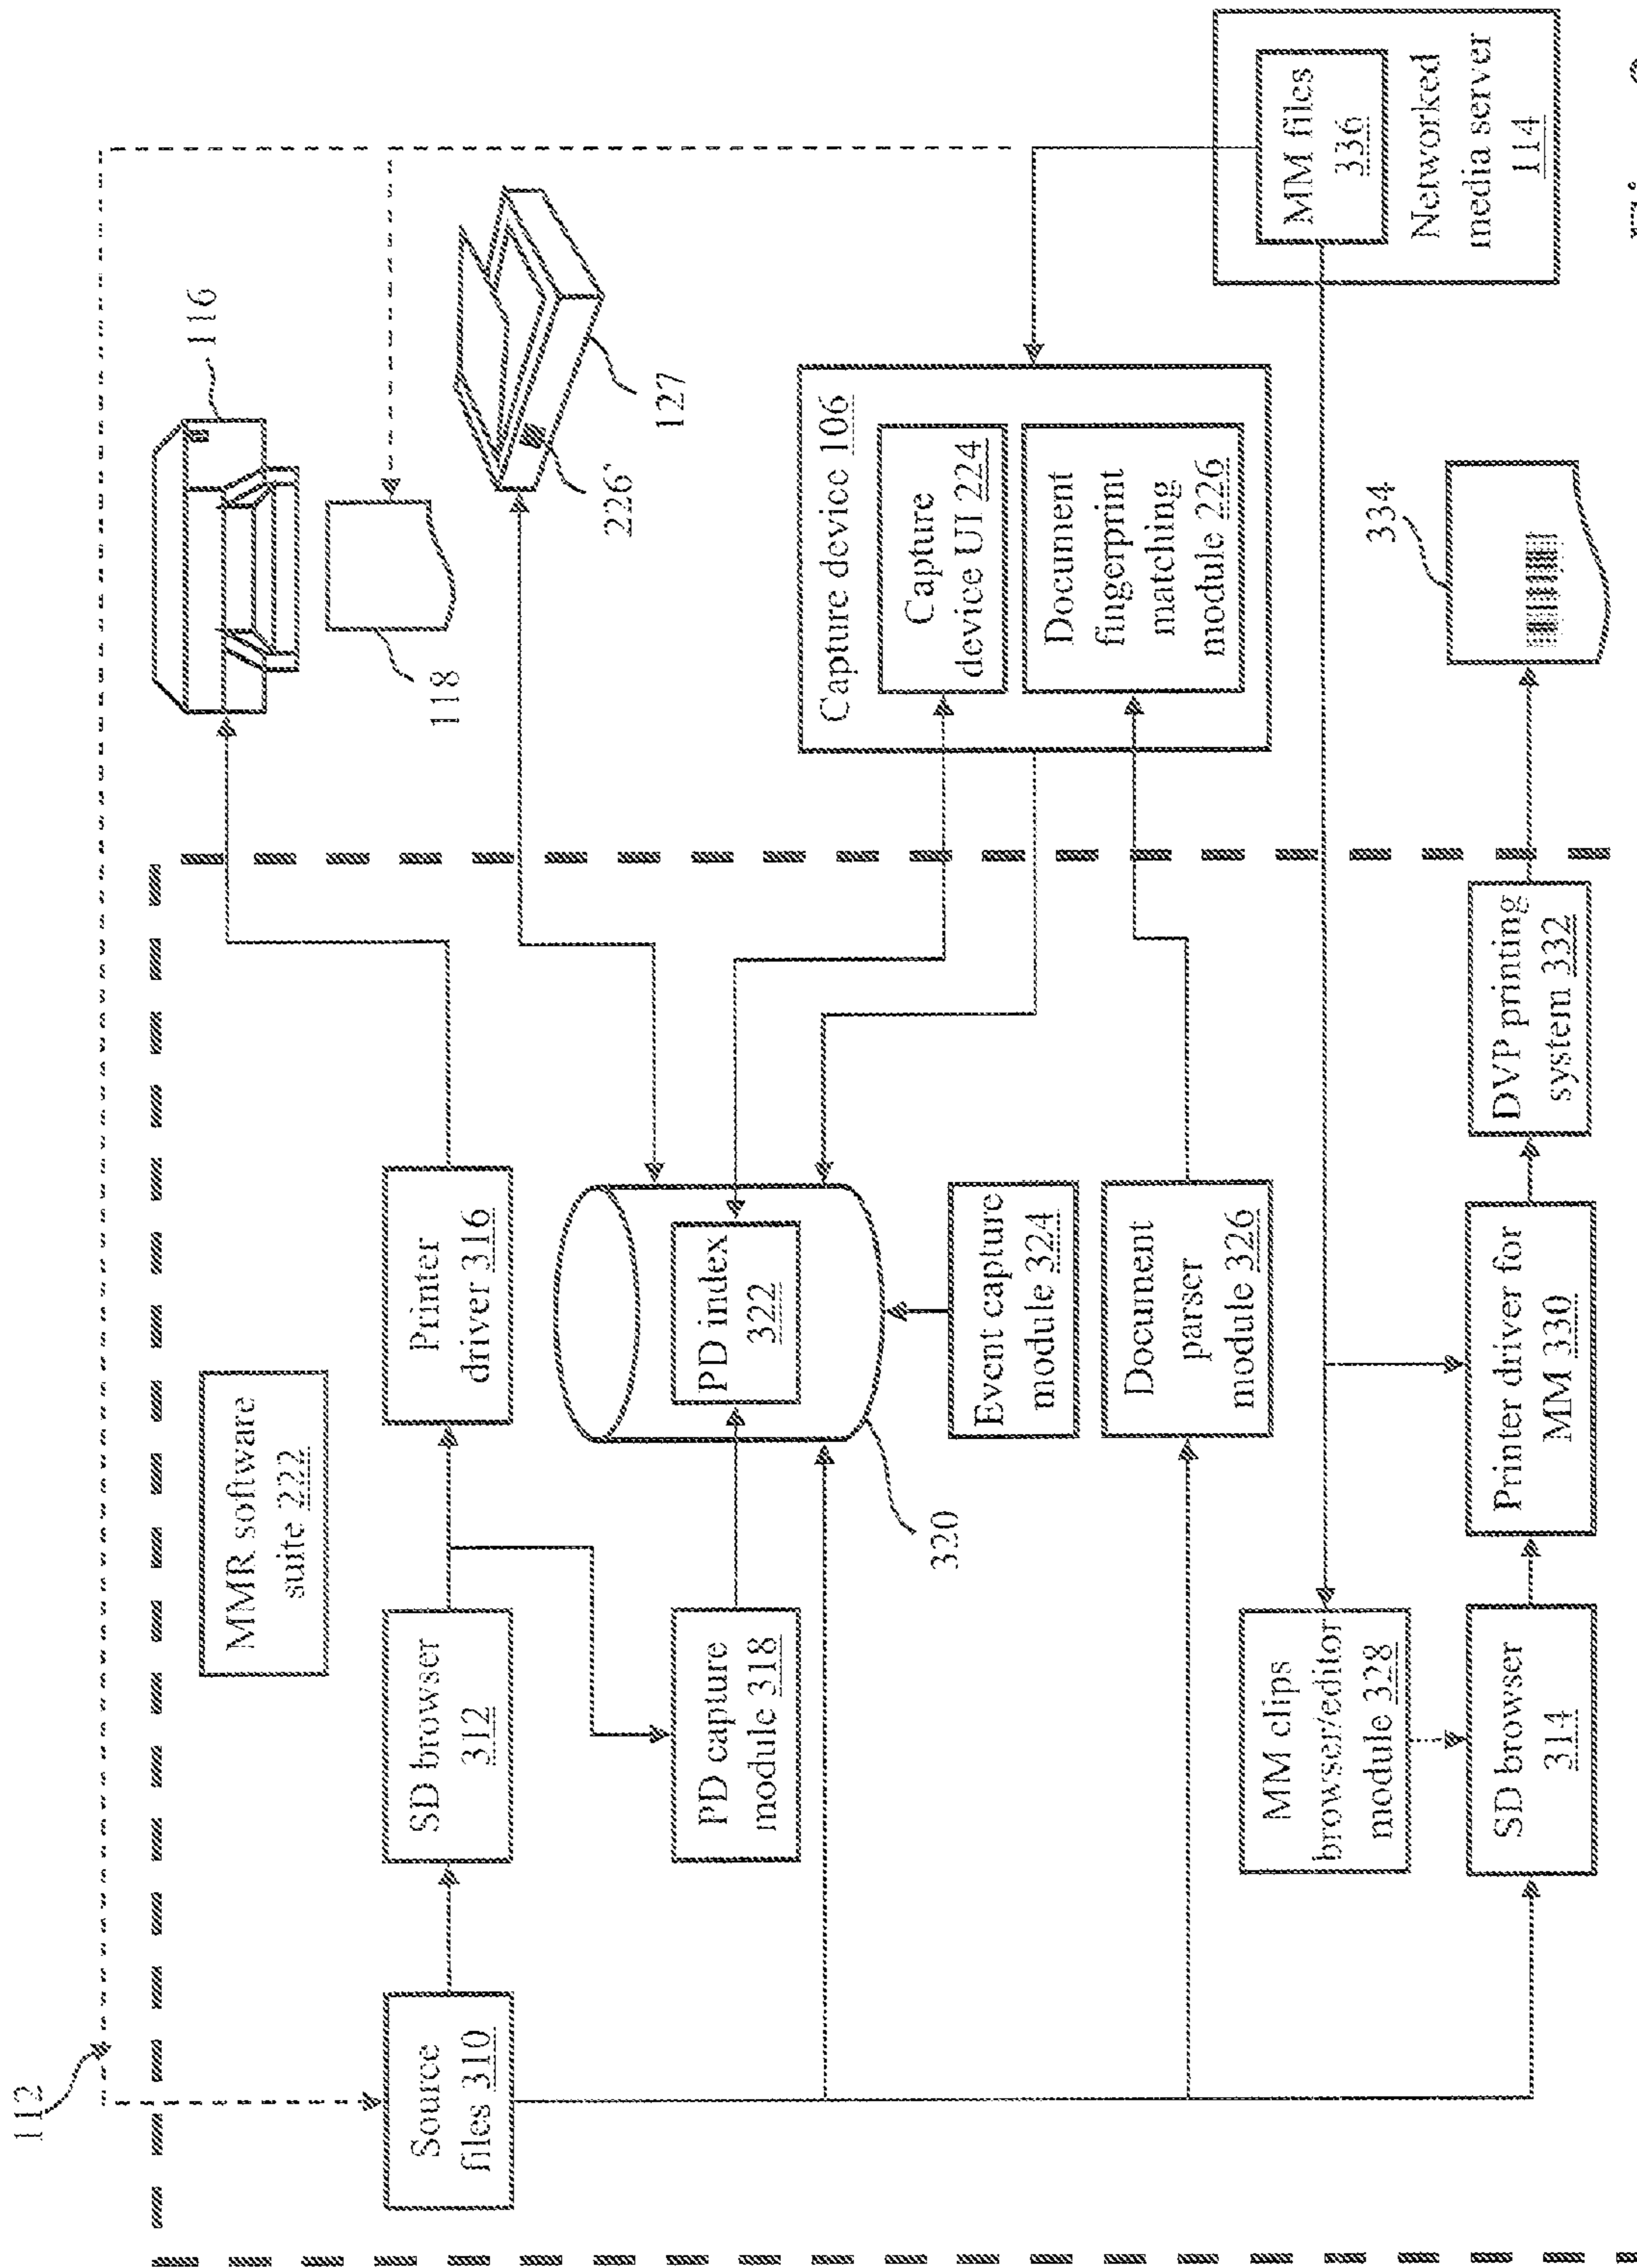 112
MMR software
suite 222
116
118
Source
files 310
SD browser
312
Printer
driver 316
127
226'
PD capture
module 318
PD index
322
320
Capture device 106
Capture
device UI 224
Document
fingerprint
matching
module 226
Event capture
module 324
Document
parser
module 326
MM clips
browser/editor
module 328
MM files
336
Networked
media server
114
SD browser
314
Printer driver for
MM 330
DVP printing
system 332
334